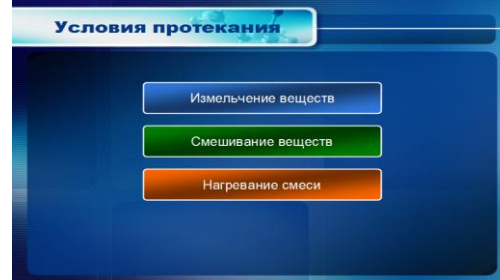 Условия протекания
Измельчение веществ
Смешивание веществ
Нагревание смеси